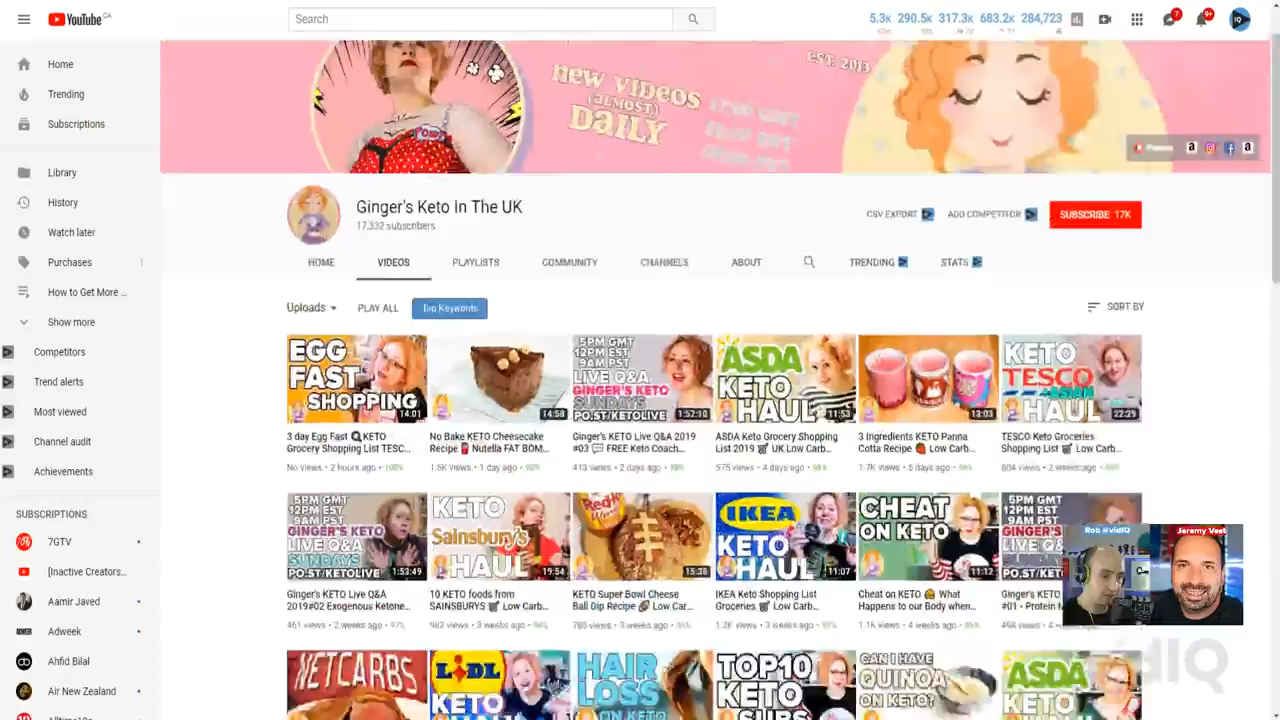 YouTube CA
Search
5.3K 290.5K 317.3K 683.2K 284,723
7
9+
IQ
Home
Trending
Subscriptions
Library
History
Watch later
Purchases 1
How to Get More ...
Show more
Competitors
Trend alerts
Most viewed
Channel audit
Achievements
SUBSCRIPTIONS
7GTV
[Inactive Creators...
Aamir Javed
Adweek
Ahfid Bilal
Air New Zealand
NEW VIDEOS
(ALMOST)
DAILY
EST. 2013
Ginger's Keto In The UK
17,332 subscribers
CSV EXPORT
ADD COMPETITOR
SUBSCRIBE 17K
HOME VIDEOS PLAYLISTS COMMUNITY CHANNELS ABOUT TRENDING STATS
Uploads PLAY ALL Top Keywords SORT BY
EGG
FAST
SHOPPING
14:01
14:58
5PM GMT
12PM EST
9AM PST
LIVE Q&A
GINGER'S KETO
SUNDAYS
PO.ST/KETOLIVE
1:52:10
ASDA
KETO
HAUL
11:53
13:03
KETO
TESCO
+ASIAN
HAUL
22:29
3 day Egg Fast KETO
Grocery Shopping List TESC...
No views • 2 hours ago • 100%
No Bake KETO Cheesecake
Recipe Nutella FAT BOM...
1.5K views • 1 day ago • 98%
Ginger's KETO Live Q&A 2019
#03 FREE Keto Coach...
413 views • 2 days ago
ASDA Keto Grocery Shopping
List 2019 UK Low Carb...
575 views • 4 days ago
3 Ingredients KETO Panna
Cotta Recipe Low Carb...
1.7K views • 5 days ago
TESCO Keto Groceries
Shopping List Low Carb...
604 views • 2 weeks ago
5PM GMT
12PM EST
9AM PST
GINGER'S KETO
LIVE Q&A
SUNDAYS
PO.ST/KETOLIVE
1:53:49
KETO
Sainsbury's
HAUL
19:54
15:38
IKEA
KETO
HAUL
11:07
CHEAT
ON KETO
11:12
5PM GMT
12PM EST
9AM PST
Ginger's KETO Live Q&A
2019#02 Exogenous Ketone...
461 views • 2 weeks ago • 97%
10 KETO foods from
SAINSBURYS Low Carb...
963 views • 3 weeks ago
KETO Super Bowl Cheese
Ball Dip Recipe Low Car...
783 views • 3 weeks ago
IKEA Keto Shopping List
Groceries Low Carb...
1.2K views • 3 weeks ago
Cheat on KETO What
Happens to our Body when...
1.1K views • 4 weeks ago
Ginger's
#01 - Protein
Rob @vidIQ
Jeremy Vest
NETCARBS
LIDL
KETO
HAIR
LOSS
ON KETO
TOP10
KETO
SUBS
CAN I HAVE
QUINOA
ON KETO?
ASDA
KETO